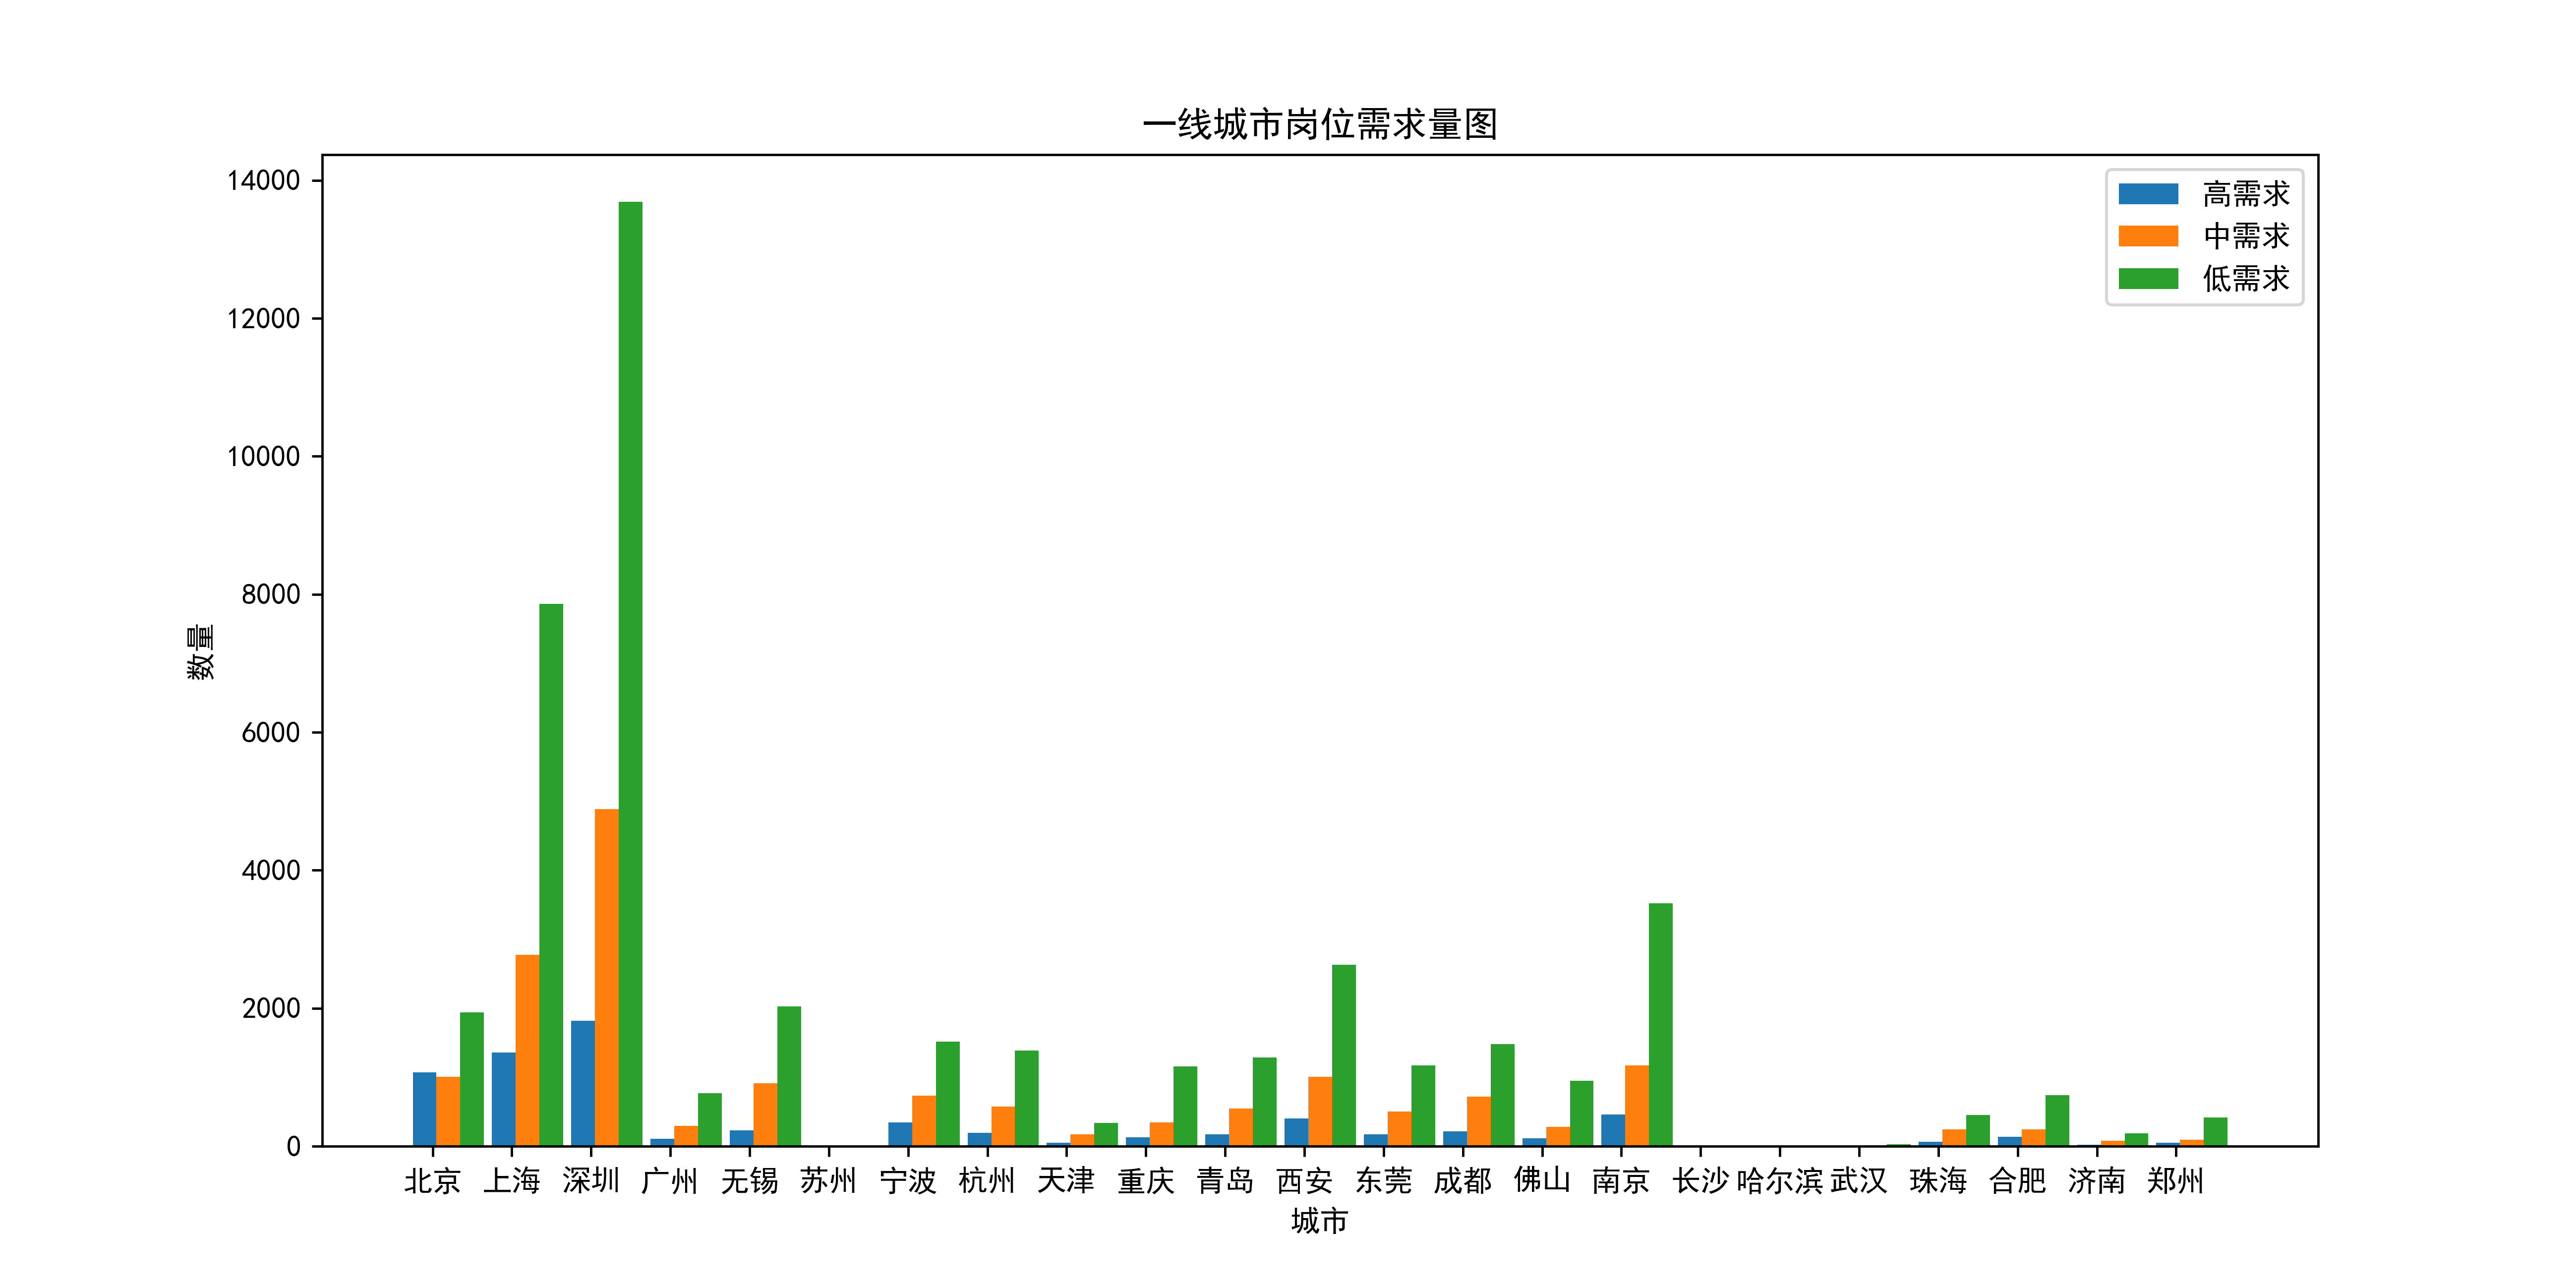 一线城市岗位需求量图
14000
12000
10000
8000
6000
4000
2000
0
数量
高需求
中需求
低需求
北京 上海 深圳 广州 无锡 苏州 宁波 杭州 天津 重庆 青岛 西安 东莞 成都 佛山 南京 长沙 哈尔滨 武汉 珠海 合肥 济南 郑州
城市